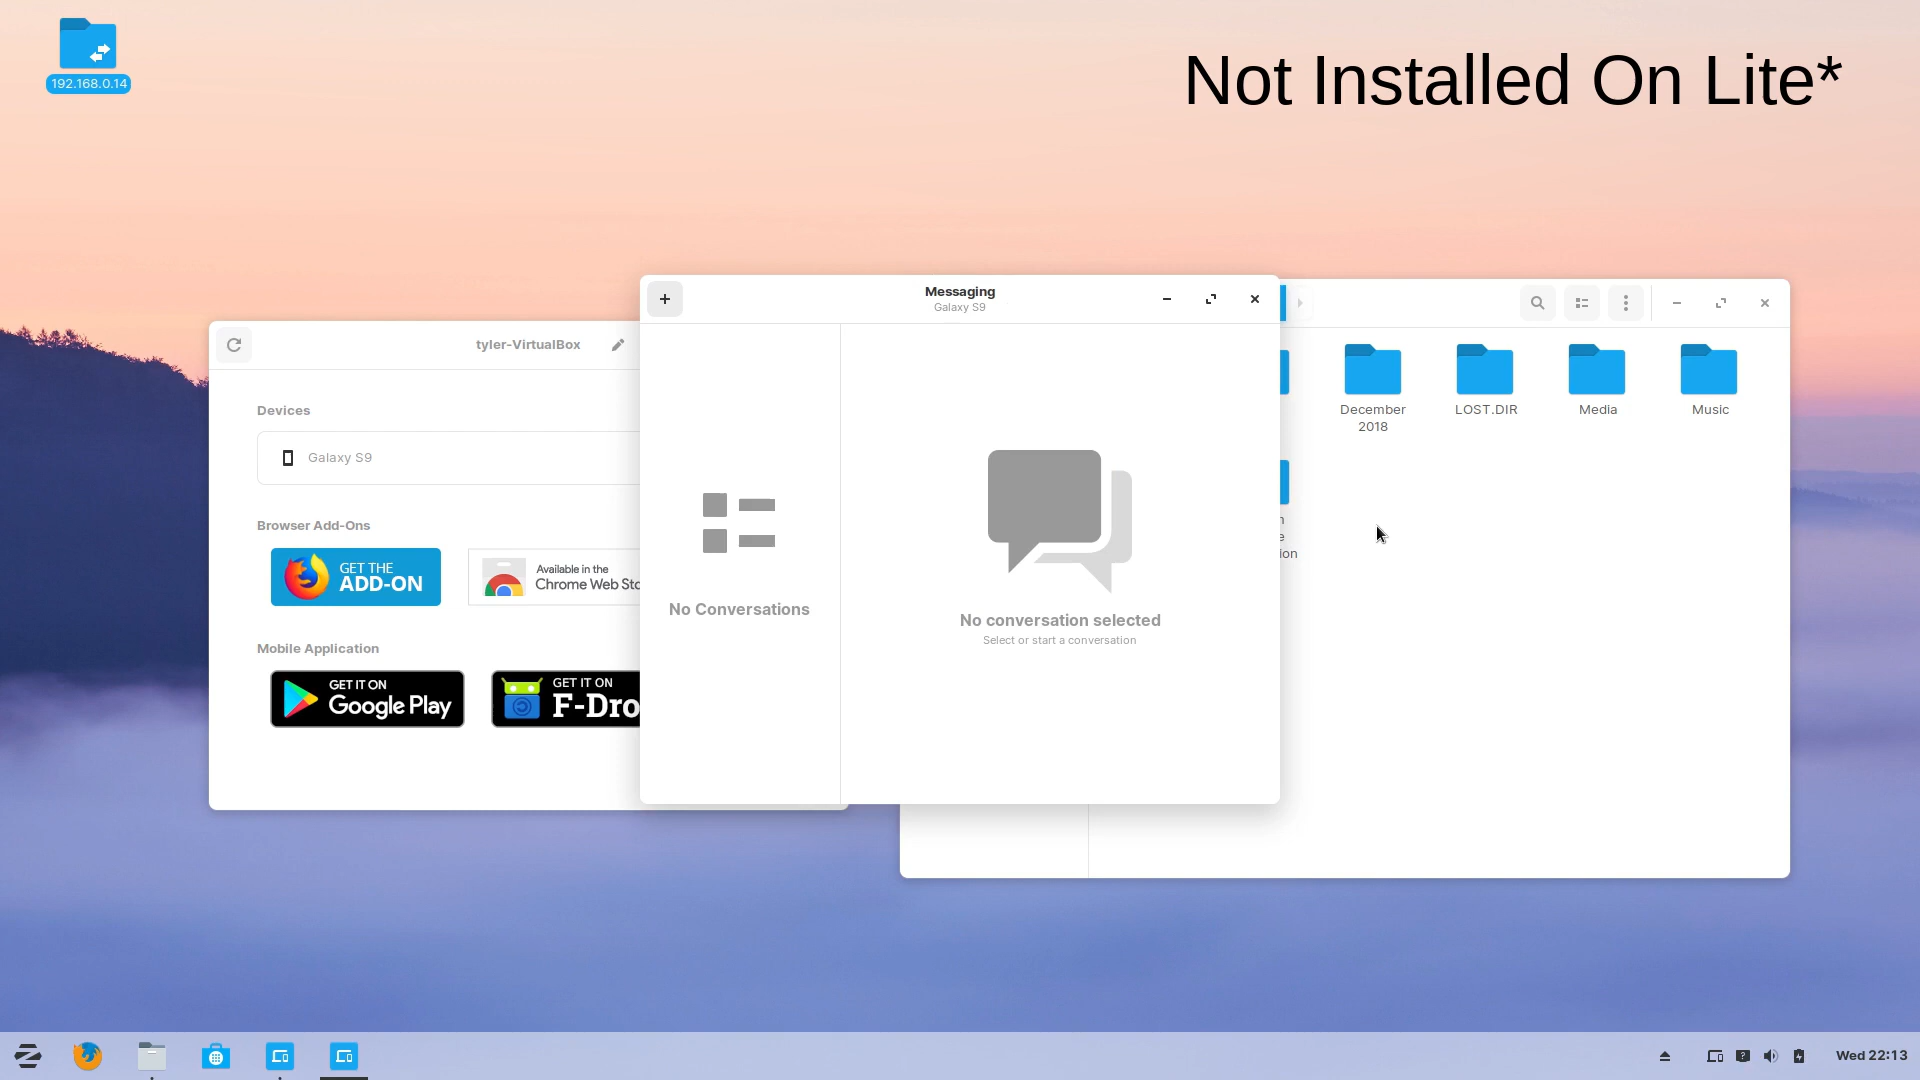 192.168.0.14
Not Installed On Lite*
tyler-VirtualBox
Devices
Galaxy S9
Browser Add-Ons
GET THE
ADD-ON
Available in the
Chrome Web Sto
Mobile Application
GET IT ON
Google Play
GET IT ON
F-Dro
Messaging
Galaxy S9
No Conversations
No conversation selected
Select or start a conversation
December
2018
LOST.DIR
Media
Music
n
e
ion
Wed 22:13